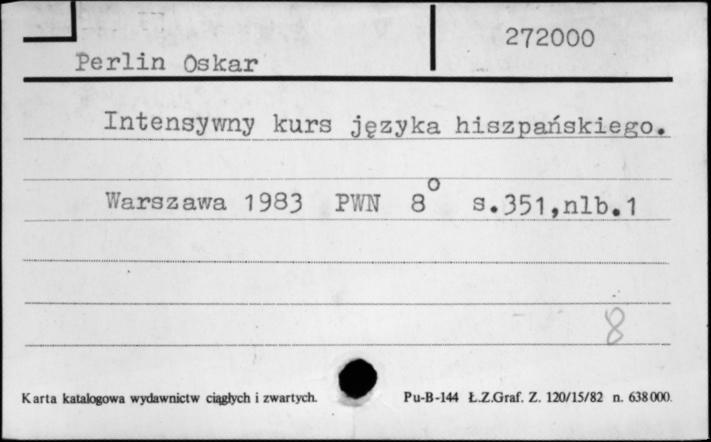 272000
Perlin Oskar
Intensywny kurs języka hiszpańskiego.
Warszawa 1983 PWN 8° s.351,nlb.1
8
Karta katalogowa wydawnictw ciągłych i zwartych. Pu-B-144 Ł.Z.Graf. Z. 120/15/82 n. 638000.